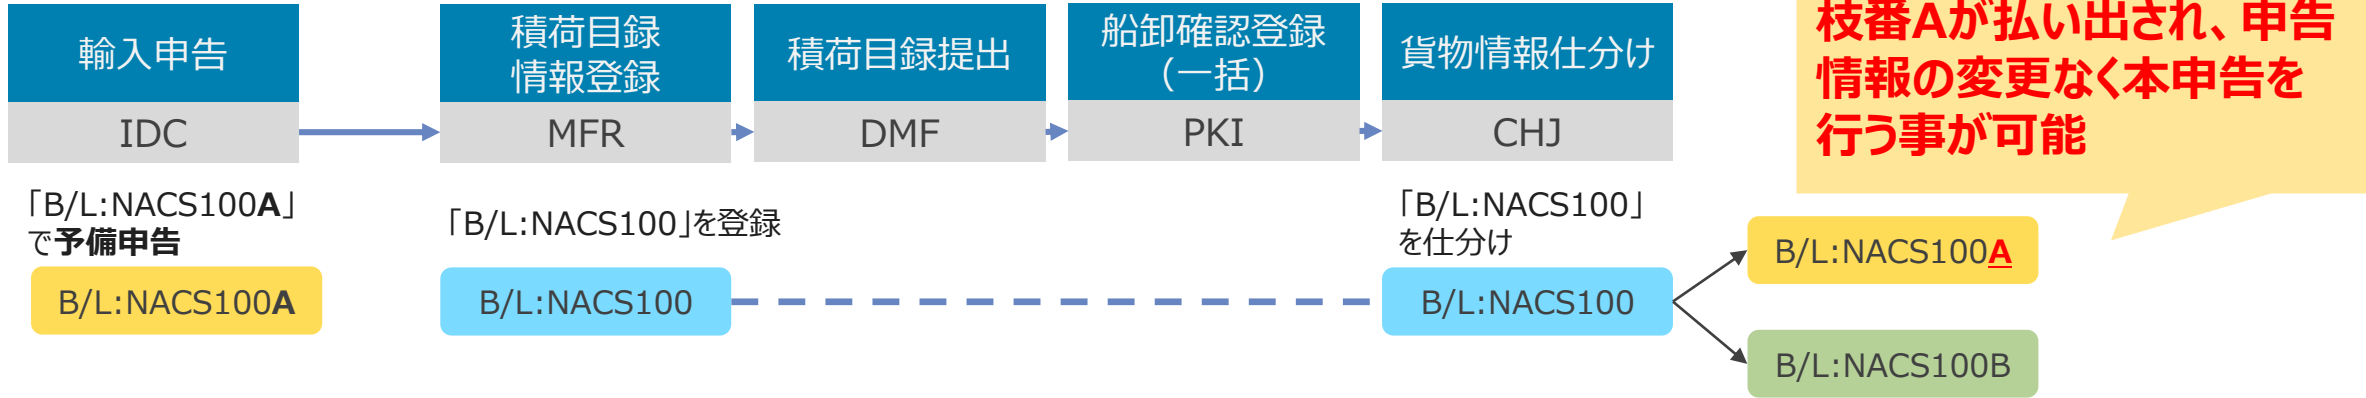 輸入申告
IDC
積荷目録
情報登録
MFR
積荷目録提出
DMF
船卸確認登録
（一括）
PKI
貨物情報仕分け
CHJ
枝番Aが払い出され、申告
情報の変更なく本申告を
行う事が可能
「B/L:NACS100A」
で予備申告
B/L:NACS100A
「B/L:NACS100」を登録
B/L:NACS100
「B/L:NACS100」
を仕分け
B/L:NACS100
B/L:NACS100A
B/L:NACS100B